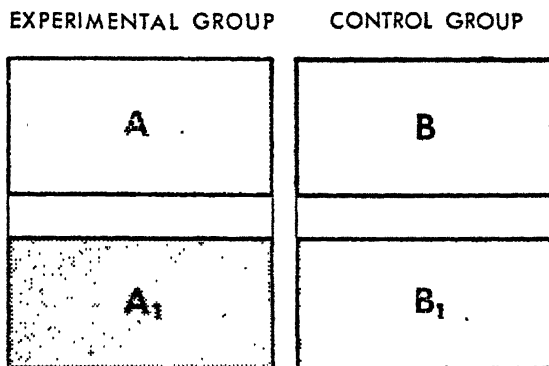 EXPERIMENTAL GROUP CONTROL GROUP
A B
A₁ B₁